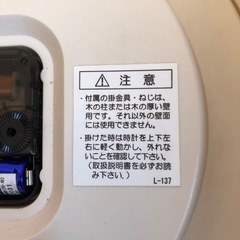 ⚠ 注意
・付属の掛金具・ねじは、
木の柱または木の厚い壁
用です。それ以外の壁面
には使用できません。
・掛けた時は時計を上下左
右に軽く動かし、外れな
いことを確認して下さい。
（取扱説明書を必ずお読
み下さい。）
L-137